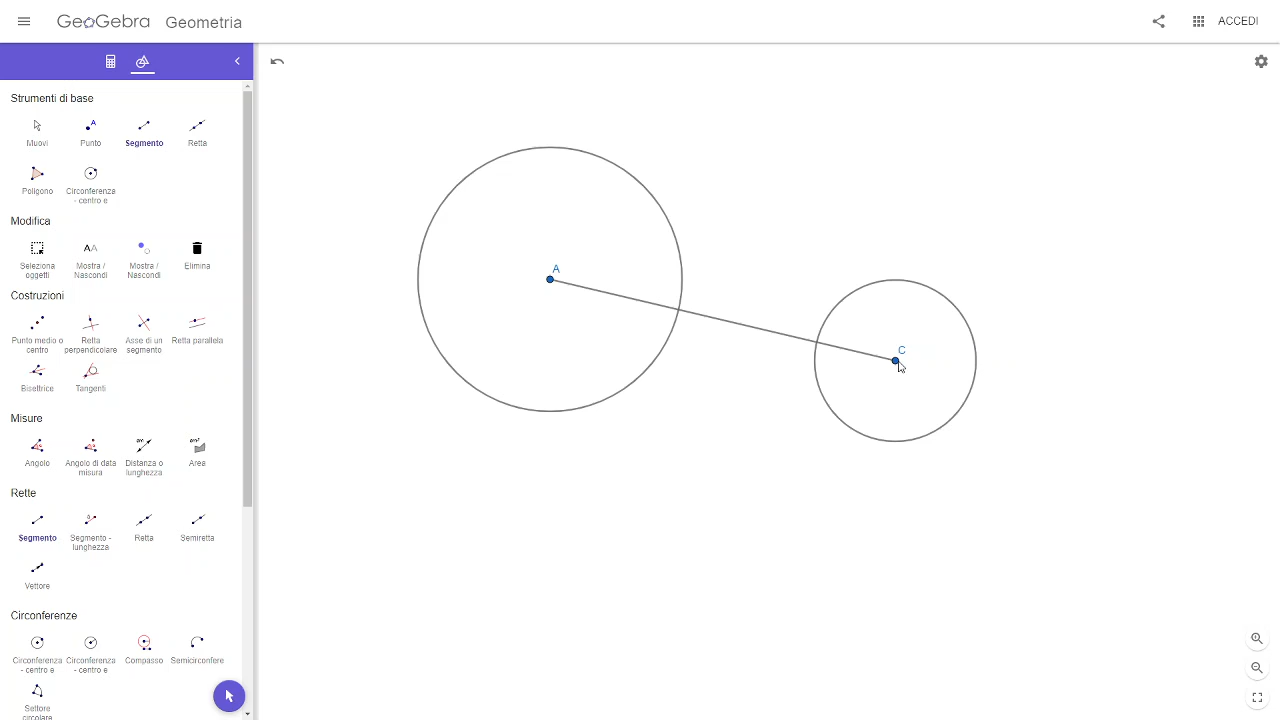 GeoGebra Geometria ACCEDI
Strumenti di base
Muovi Punto Segmento Retta
Poligono Circonferenza - centro e
Modifica
Seleziona oggetti Mostra / Nascondi Mostra / Nascondi Elimina
Costruzioni
Punto medio o centro Retta perpendicolare Asse di un segmento Retta parallela
Bisettrice Tangenti
Misure
Angolo Angolo di data misura Distanza o lunghezza Area
Rette
Segmento Segmento - lunghezza Retta Semiretta
Vettore
Circonferenze
Circonferenza - centro e Circonferenza - centro e Compasso Semicirconfere
Settore circolare
A
C